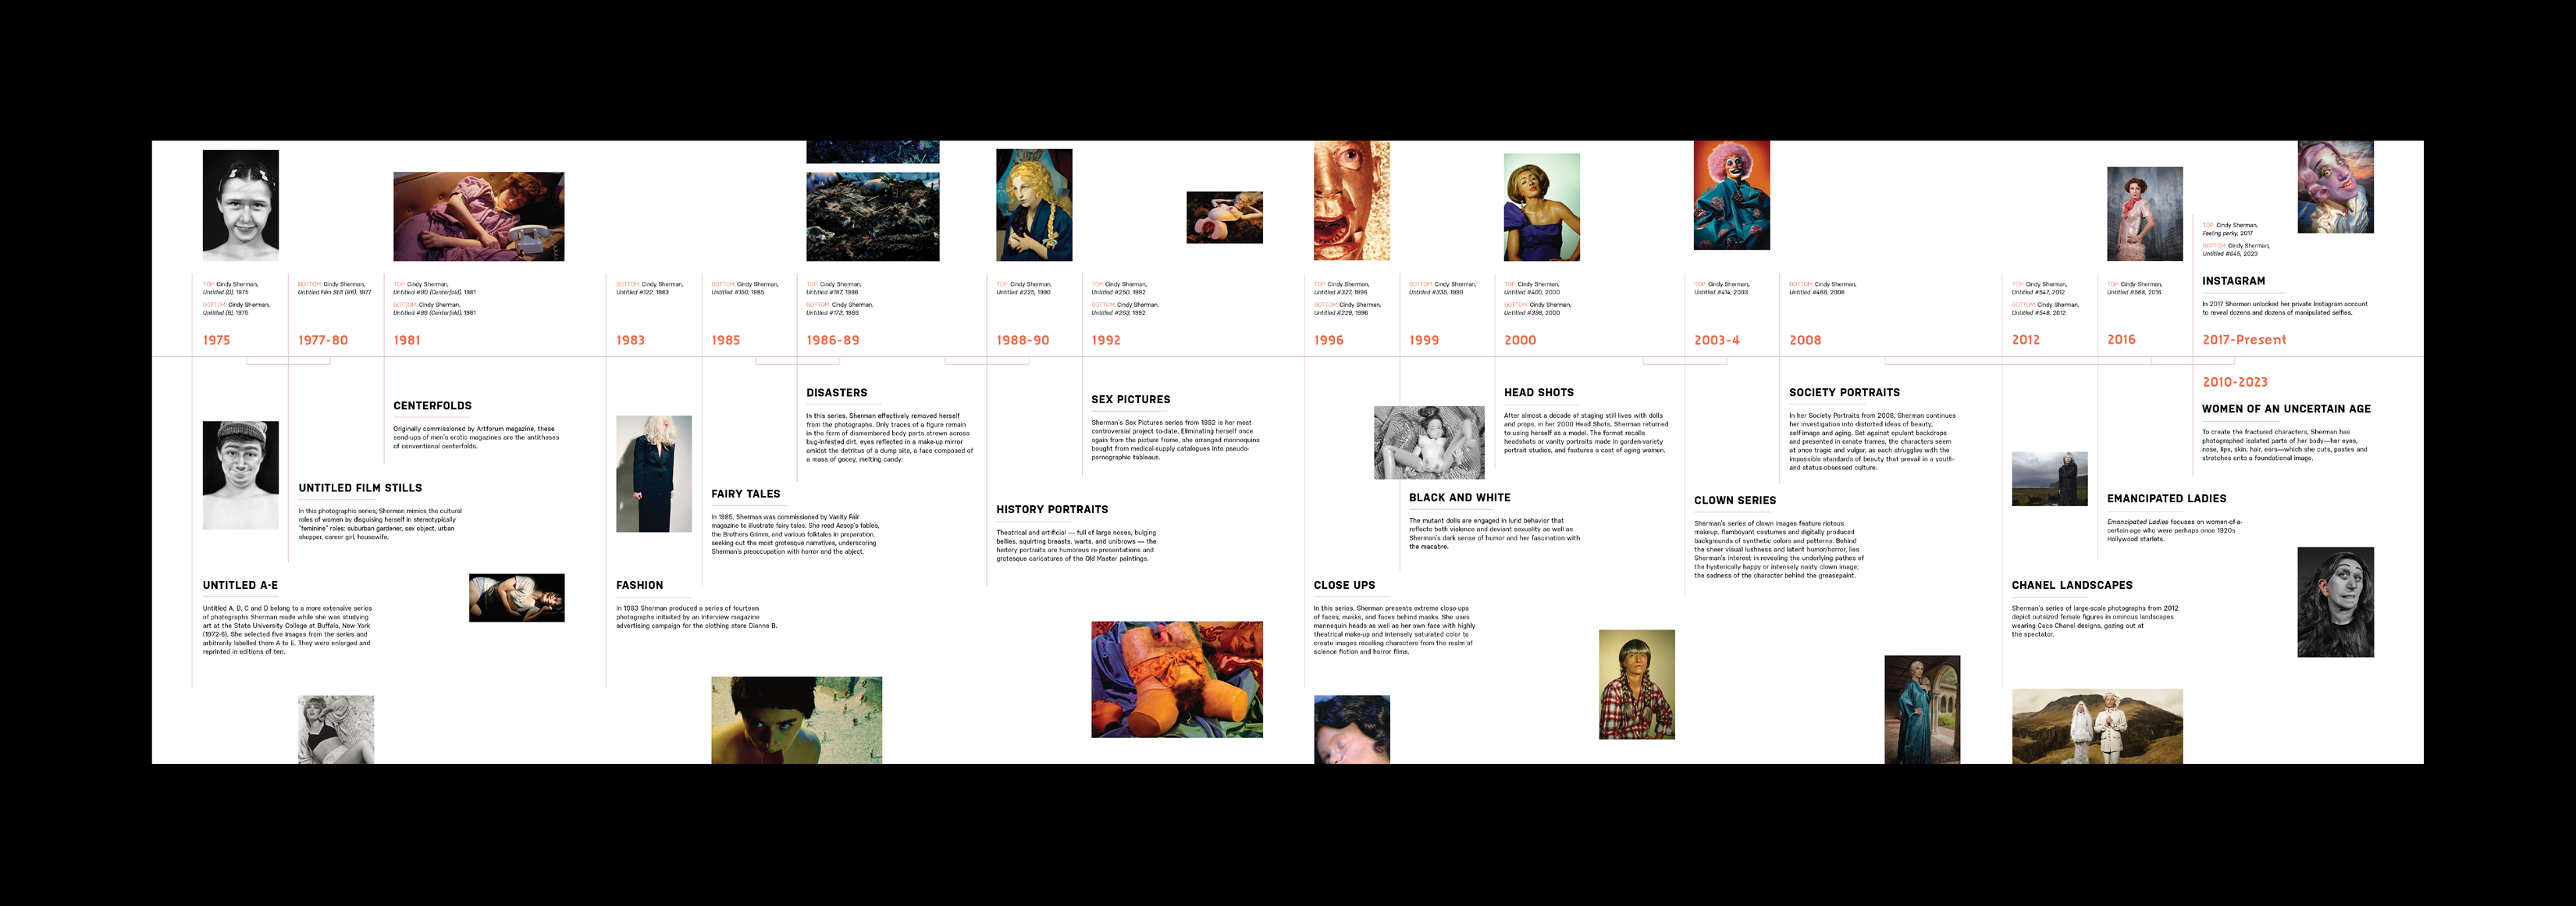 TOP: Cindy Sherman,
Untitled (D), 1975
BOTTOM: Cindy Sherman,
Untitled (B), 1975
1975
UNTITLED A-E
Untitled A, B, C and D belong to a more extensive series
of photographs Sherman made while she was studying
art at the State University College at Buffalo, New York
(1972-6). She selected five images from the series and
arbitrarily labelled them A to E. They were enlarged and
reprinted in editions of ten.
BOTTOM: Cindy Sherman,
Untitled Film Still (#6), 1977
1977-80
UNTITLED FILM STILLS
In this photographic series, Sherman mimics the cultural
roles of women by disguising herself in stereotypically
"feminine" roles: suburban gardener, sex object, urban
shopper, career girl, housewife.
TOP: Cindy Sherman,
Untitled #90 (Centerfold), 1981
BOTTOM: Cindy Sherman,
Untitled #86 (Centerfold), 1981
1981
CENTERFOLDS
Originally commissioned by Artforum magazine, these
send-ups of men's erotic magazines are the antitheses
of conventional centerfolds.
BOTTOM: Cindy Sherman,
Untitled #122, 1983
1983
FASHION
In 1983 Sherman produced a series of fourteen
photographs initiated by an Interview magazine
advertising campaign for the clothing store Dianne B.
BOTTOM: Cindy Sherman,
Untitled #150, 1985
1985
FAIRY TALES
In 1985, Sherman was commissioned by Vanity Fair
magazine to illustrate fairy tales. She read Aesop's fables,
the Brothers Grimm, and various folktales in preparation,
seeking out the most grotesque narratives, underscoring
Sherman's preoccupation with horror and the abject.
TOP: Cindy Sherman,
Untitled #167, 1986
BOTTOM: Cindy Sherman,
Untitled #173, 1986
1986-89
DISASTERS
In this series, Sherman effectively removed herself
from the photographs. Only traces of a figure remain
in the form of dismembered body parts strewn across
bug-infested dirt, eyes reflected in a make-up mirror
amidst the detritus of a dump site, a face composed of
a mass of gooey, melting candy.
TOP: Cindy Sherman,
Untitled #225, 1990
1988-90
HISTORY PORTRAITS
Theatrical and artificial — full of large noses, bulging
bellies, squirting breasts, warts, and unibrows — the
history portraits are humorous re-presentations and
grotesque caricatures of the Old Master paintings.
TOP: Cindy Sherman,
Untitled #250, 1992
BOTTOM: Cindy Sherman,
Untitled #263, 1992
1992
SEX PICTURES
Sherman's Sex Pictures series from 1992 is her most
controversial project to-date. Eliminating herself once
again from the picture frame, she arranged mannequins
bought from medical-supply catalogues into pseudo-
pornographic tableaus.
TOP: Cindy Sherman,
Untitled #327, 1996
BOTTOM: Cindy Sherman,
Untitled #229, 1996
1996
CLOSE UPS
In this series, Sherman presents extreme close-ups
of faces, masks, and faces behind masks. She uses
mannequin heads as well as her own face with highly
theatrical make-up and intensely saturated color to
create images recalling characters from the realm of
science fiction and horror films.
BOTTOM: Cindy Sherman,
Untitled #335, 1999
1999
BLACK AND WHITE
The mutant dolls are engaged in lurid behavior that
reflects both violence and deviant sexuality as well as
Sherman's dark sense of humor and her fascination with
the macabre.
TOP: Cindy Sherman,
Untitled #400, 2000
BOTTOM: Cindy Sherman,
Untitled #398, 2000
2000
HEAD SHOTS
After almost a decade of staging still lives with dolls
and props, in her 2000 Head Shots, Sherman returned
to using herself as a model. The format recalls
headshots or vanity portraits made in garden-variety
portrait studios, and features a cast of aging women.
TOP: Cindy Sherman,
Untitled #414, 2003
2003-4
CLOWN SERIES
Sherman's series of clown images feature riotous
makeup, flamboyant costumes and digitally produced
backgrounds of synthetic colors and patterns. Behind
the sheer visual lushness and latent humor/horror, lies
Sherman's interest in revealing the underlying pathos of
the hysterically happy or intensely nasty clown image;
the sadness of the character behind the greasepaint.
BOTTOM: Cindy Sherman,
Untitled #466, 2008
2008
SOCIETY PORTRAITS
In her Society Portraits from 2008, Sherman continues
her investigation into distorted ideas of beauty,
self-image and aging. Set against opulent backdrops
and presented in ornate frames, the characters seem
at once tragic and vulgar, as each struggles with the
impossible standards of beauty that prevail in a youth-
and status-obsessed culture.
TOP: Cindy Sherman,
Untitled #547, 2012
BOTTOM: Cindy Sherman,
Untitled #548, 2012
2012
CHANEL LANDSCAPES
Sherman's series of large-scale photographs from 2012
depict outsized female figures in ominous landscapes
wearing Coco Chanel designs, gazing out at
the spectator.
TOP: Cindy Sherman,
Untitled #568, 2016
2016
EMANCIPATED LADIES
Emancipated Ladies focuses on women-of-a-
certain-age who were perhaps once 1920s
Hollywood starlets.
TOP: Cindy Sherman,
Feeling perky, 2017
BOTTOM: Cindy Sherman,
Untitled #645, 2023
INSTAGRAM
In 2017 Sherman unlocked her private Instagram account
to reveal dozens and dozens of manipulated selfies.
2017-Present
2010-2023
WOMEN OF AN UNCERTAIN AGE
To create the fractured characters, Sherman has
photographed isolated parts of her body—her eyes,
nose, lips, skin, hair, ears—which she cuts, pastes and
stretches onto a foundational image.